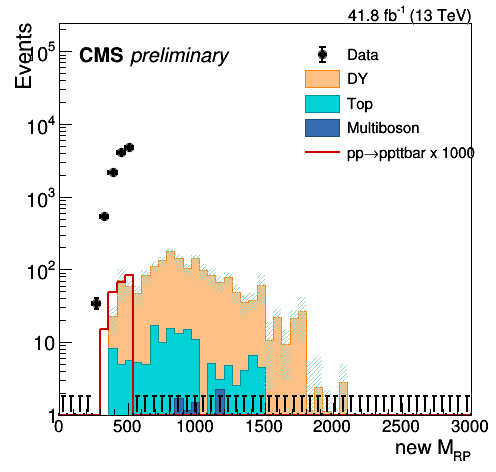 41.8 fb⁻¹ (13 TeV)
Events
CMS preliminary
Data
DY
Top
Multiboson
pp→ppttbar x 1000
10⁵
10⁴
10³
10²
10
1
0 500 1000 1500 2000 2500 3000
new M_RP